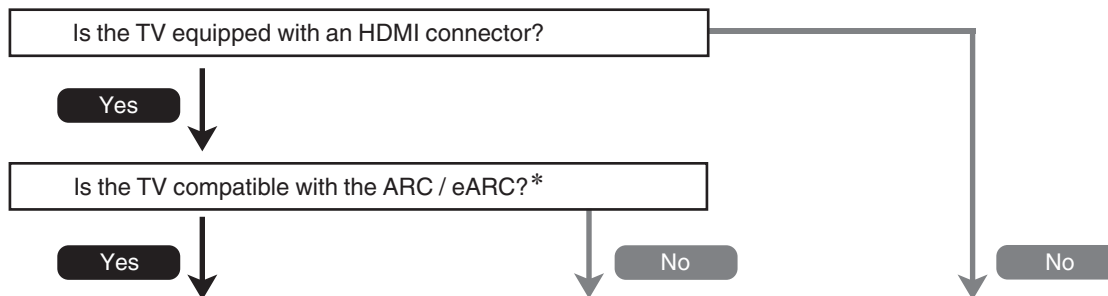 Is the TV equipped with an HDMI connector?
Yes
Is the TV compatible with the ARC / eARC?*
Yes
No
No